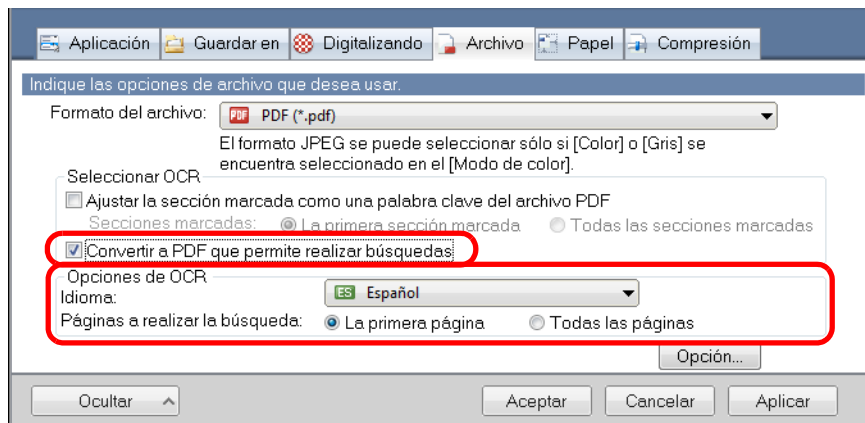 Aplicación Guardar en Digitalizando Archivo Papel Compresión
Indique las opciones de archivo que desea usar.
Formato del archivo: PDF PDF (*.pdf)
El formato JPEG se puede seleccionar sólo si [Color] o [Gris] se
encuentra seleccionado en el [Modo de color].
Seleccionar OCR
Ajustar la sección marcada como una palabra clave del archivo PDF
Secciones marcadas: La primera sección marcada Todas las secciones marcadas
Convertir a PDF que permite realizar búsquedas
Opciones de OCR
Idioma: ES Español
Páginas a realizar la búsqueda: La primera página Todas las páginas
Opción...
Ocultar Aceptar Cancelar Aplicar